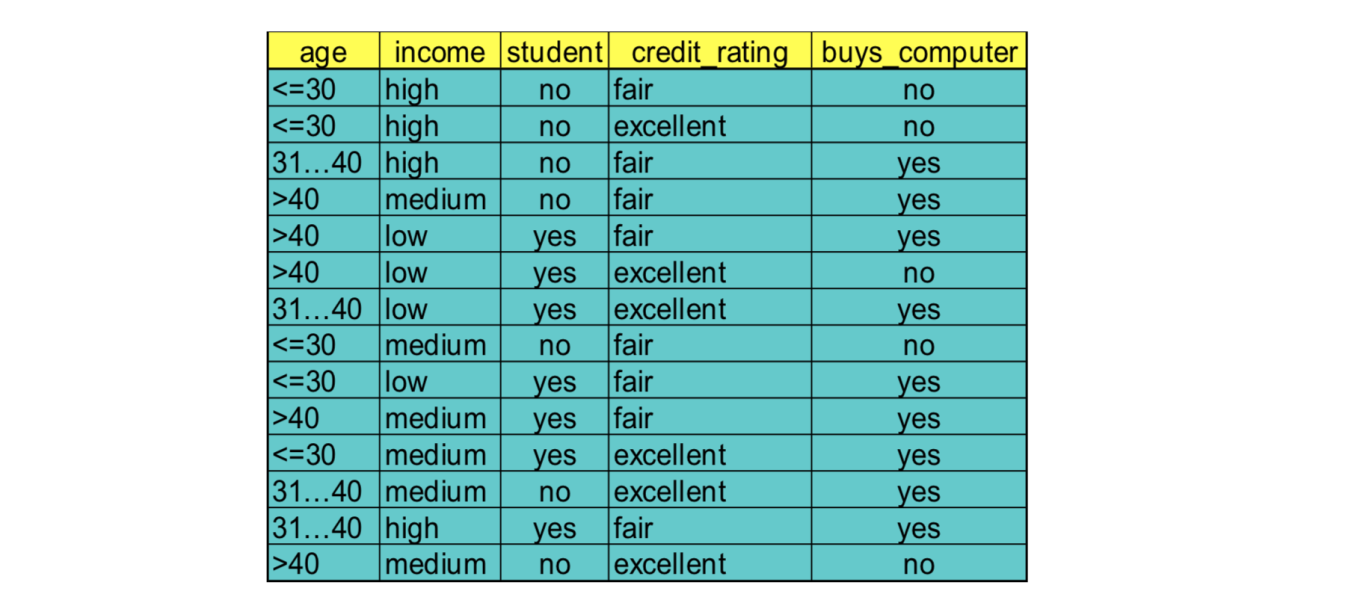 age income student credit_rating buys_computer
<=30 high no fair no
<=30 high no excellent no
31…40 high no fair yes
>40 medium no fair yes
>40 low yes fair yes
>40 low yes excellent no
31…40 low yes excellent yes
<=30 medium no fair no
<=30 low yes fair yes
>40 medium yes fair yes
<=30 medium yes excellent yes
31…40 medium no excellent yes
31…40 high yes fair yes
>40 medium no excellent no